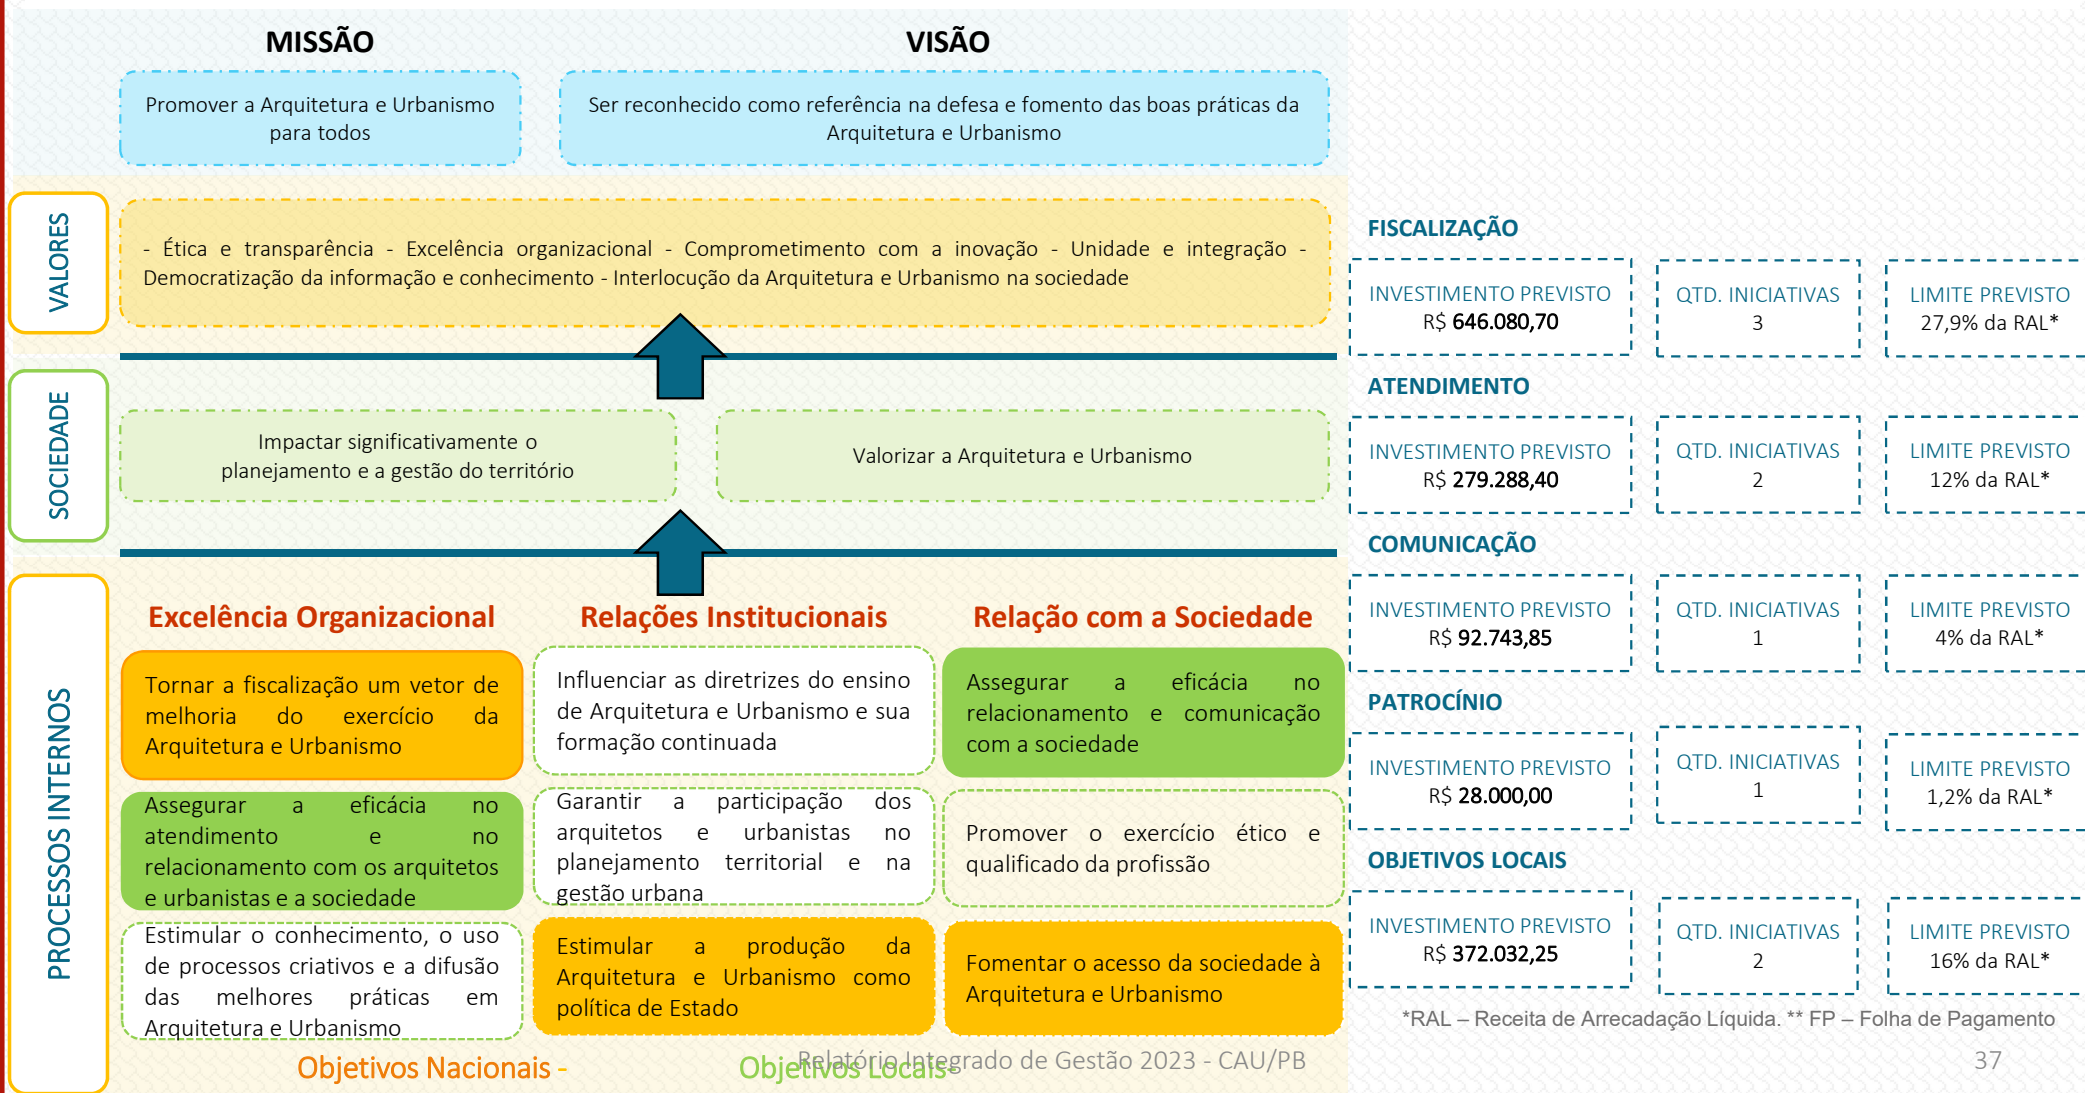 MISSÃO
Promover a Arquitetura e Urbanismo
para todos
VISÃO
Ser reconhecido como referência na defesa e fomento das boas práticas da
Arquitetura e Urbanismo
VALORES
- Ética e transparência - Excelência organizacional - Comprometimento com a inovação - Unidade e integração -
Democratização da informação e conhecimento - Interlocução da Arquitetura e Urbanismo na sociedade
SOCIEDADE
Impactar significativamente o
planejamento e a gestão do território
Valorizar a Arquitetura e Urbanismo
PROCESSOS INTERNOS
Excelência Organizacional
Tornar a fiscalização um vetor de
melhoria do exercício da
Arquitetura e Urbanismo
Assegurar a eficácia no
atendimento e no
relacionamento com os arquitetos
e urbanistas e a sociedade
Estimular o conhecimento, o uso
de processos criativos e a difusão
das melhores práticas em
Arquitetura e Urbanismo
Relações Institucionais
Influenciar as diretrizes do ensino
de Arquitetura e Urbanismo e sua
formação continuada
Garantir a participação dos
arquitetos e urbanistas no
planejamento territorial e na
gestão urbana
Estimular a produção da
Arquitetura e Urbanismo como
política de Estado
Relação com a Sociedade
Assegurar a eficácia no
relacionamento e comunicação
com a sociedade
Promover o exercício ético e
qualificado da profissão
Fomentar o acesso da sociedade à
Arquitetura e Urbanismo
Objetivos Nacionais -
Objetivos Locais-
FISCALIZAÇÃO
INVESTIMENTO PREVISTO
R$ 646.080,70
QTD. INICIATIVAS
3
LIMITE PREVISTO
27,9% da RAL*
ATENDIMENTO
INVESTIMENTO PREVISTO
R$ 279.288,40
QTD. INICIATIVAS
2
LIMITE PREVISTO
12% da RAL*
COMUNICAÇÃO
INVESTIMENTO PREVISTO
R$ 92.743,85
QTD. INICIATIVAS
1
LIMITE PREVISTO
4% da RAL*
PATROCÍNIO
INVESTIMENTO PREVISTO
R$ 28.000,00
QTD. INICIATIVAS
1
LIMITE PREVISTO
1,2% da RAL*
OBJETIVOS LOCAIS
INVESTIMENTO PREVISTO
R$ 372.032,25
QTD. INICIATIVAS
2
LIMITE PREVISTO
16% da RAL*
*RAL – Receita de Arrecadação Líquida. ** FP – Folha de Pagamento
Relatório Integrado de Gestão 2023 - CAU/PB
37